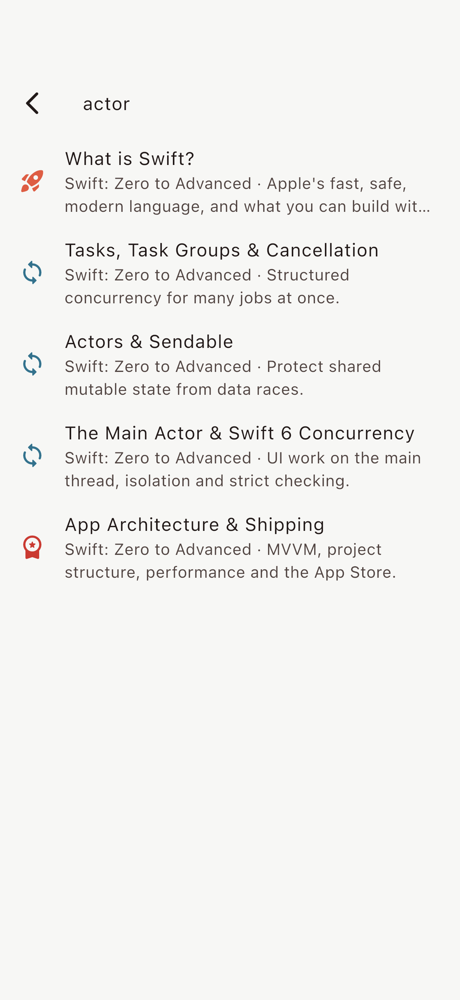 actor
What is Swift?
Swift: Zero to Advanced · Apple's fast, safe,
modern language, and what you can build wit…
Tasks, Task Groups & Cancellation
Swift: Zero to Advanced · Structured
concurrency for many jobs at once.
Actors & Sendable
Swift: Zero to Advanced · Protect shared
mutable state from data races.
The Main Actor & Swift 6 Concurrency
Swift: Zero to Advanced · UI work on the main
thread, isolation and strict checking.
App Architecture & Shipping
Swift: Zero to Advanced · MVVM, project
structure, performance and the App Store.